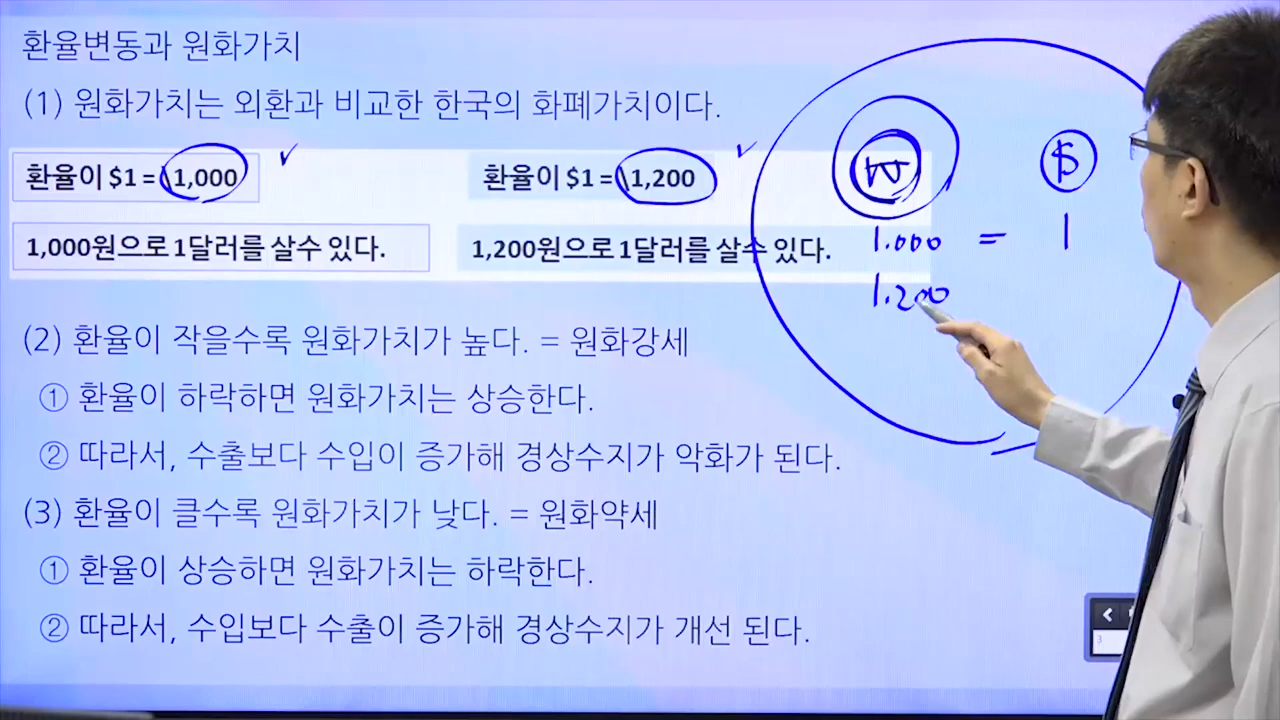 환율변동과 원화가치
(1) 원화가치는 외환과 비교한 한국의 화폐가치이다.
환율이 $1 = \1,000
환율이 $1 = \1,200
1,000원으로 1달러를 살수 있다.
1,200원으로 1달러를 살수 있다.
₩ $
1.000 = 1
1.200
(2) 환율이 작을수록 원화가치가 높다. = 원화강세
① 환율이 하락하면 원화가치는 상승한다.
② 따라서, 수출보다 수입이 증가해 경상수지가 악화가 된다.
(3) 환율이 클수록 원화가치가 낮다. = 원화약세
① 환율이 상승하면 원화가치는 하락한다.
② 따라서, 수입보다 수출이 증가해 경상수지가 개선 된다.
3